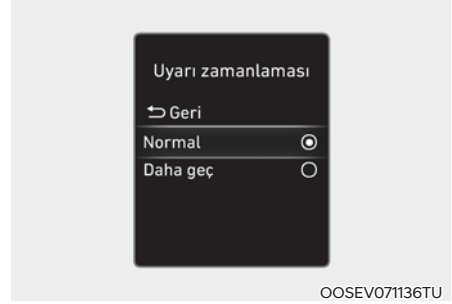 Uyarı zamanlaması
Geri
Normal
Daha geç
OOSEV071136TU